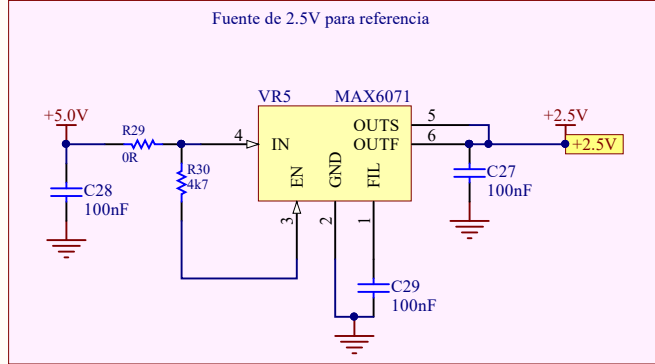 Fuente de 2.5V para referencia
VR5 MAX6071
+5.0V
R29
0R
4 IN
OUTS 5
OUTF 6
+2.5V
+2.5V
R30
4k7
EN
GND
FIL
3
2
1
C28
100nF
C27
100nF
C29
100nF